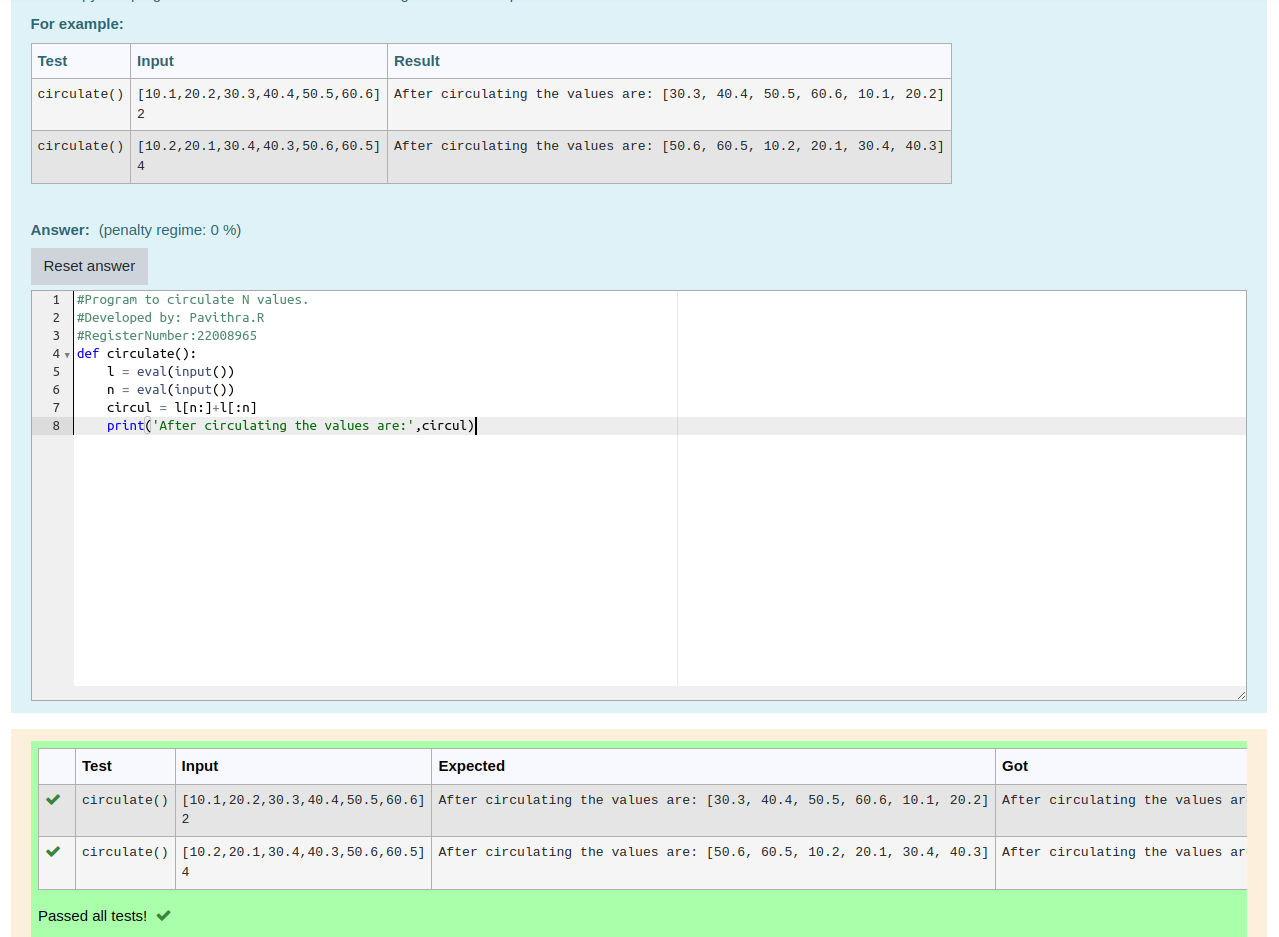 For example:
Test Input Result
circulate() [10.1,20.2,30.3,40.4,50.5,60.6] After circulating the values are: [30.3, 40.4, 50.5, 60.6, 10.1, 20.2]
2
circulate() [10.2,20.1,30.4,40.3,50.6,60.5] After circulating the values are: [50.6, 60.5, 10.2, 20.1, 30.4, 40.3]
4
Answer: (penalty regime: 0 %)
Reset answer
1 #Program to circulate N values.
2 #Developed by: Pavithra.R
3 #RegisterNumber:22008965
4 def circulate():
5 l = eval(input())
6 n = eval(input())
7 circul = l[n:]+l[:n]
8 print('After circulating the values are:',circul)
Test Input Expected Got
circulate() [10.1,20.2,30.3,40.4,50.5,60.6] After circulating the values are: [30.3, 40.4, 50.5, 60.6, 10.1, 20.2] After circulating the values ar
2
circulate() [10.2,20.1,30.4,40.3,50.6,60.5] After circulating the values are: [50.6, 60.5, 10.2, 20.1, 30.4, 40.3] After circulating the values ar
4
Passed all tests!